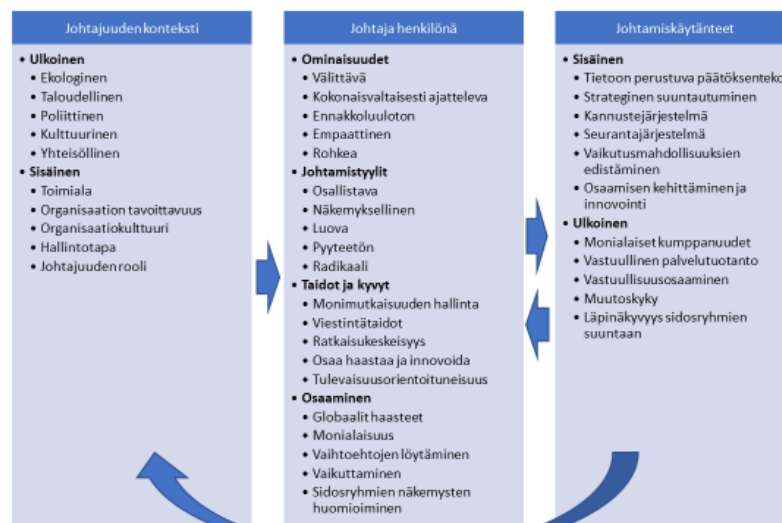 Johtajuuden konteksti
• Ulkoinen
• Ekologinen
• Taloudellinen
• Poliittinen
• Kulttuurinen
• Yhteisöllinen
• Sisäinen
• Toimiala
• Organisaation tavoittavuus
• Organisaatiokulttuuri
• Hallintotapa
• Johtajuuden rooli
Johtaja henkilönä
• Ominaisuudet
• Välittävä
• Kokonaisvaltaisesti ajatteleva
• Ennakkoluuloton
• Empaattinen
• Rohkea
• Johtamistyylit
• Osallistava
• Näkemyksellinen
• Luova
• Pyyteetön
• Radikaali
• Taidot ja kyvyt
• Monimutkaisuuden hallinta
• Viestintätaidot
• Ratkaisukeskeisyys
• Osaa haastaa ja innovoida
• Tulevaisuusorientoituneisuus
• Osaaminen
• Globaalit haasteet
• Monialaisuus
• Vaihtoehtojen löytäminen
• Vaikuttaminen
• Sidosryhmien näkemysten
huomioiminen
Johtamiskäytänteet
• Sisäinen
• Tietoon perustuva päätöksenteko
• Strateginen suuntautuminen
• Kannustejärjestelmä
• Seurantajärjestelmä
• Vaikutusmahdollisuuksien
edistäminen
• Osaamisen kehittäminen ja
innovointi
• Ulkoinen
• Monialaiset kumppanuudet
• Vastuullinen palvelutuotanto
• Vastuullisuusosaaminen
• Muutoskyky
• Läpinäkyvyys sidosryhmien
suuntaan